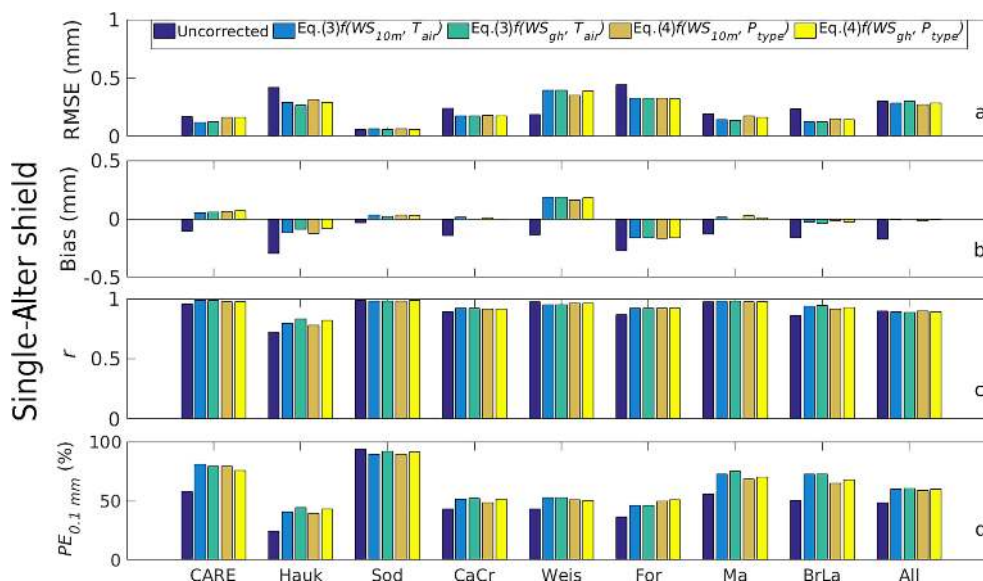 Uncorrected Eq.(3)f(WS10m, Tair) Eq.(3)f(WSgh, Tair) Eq.(4)f(WS10m, Ptype) Eq.(4)f(WSgh, Ptype)
1
0.5
0
RMSE (mm)
a
0.5
0
-0.5
Bias (mm)
b
Single-Alter shield
1
0.5
0
r
c
100
50
0
PE0.1 mm (%)
d
CARE Hauk Sod CaCr Weis For Ma BrLa All